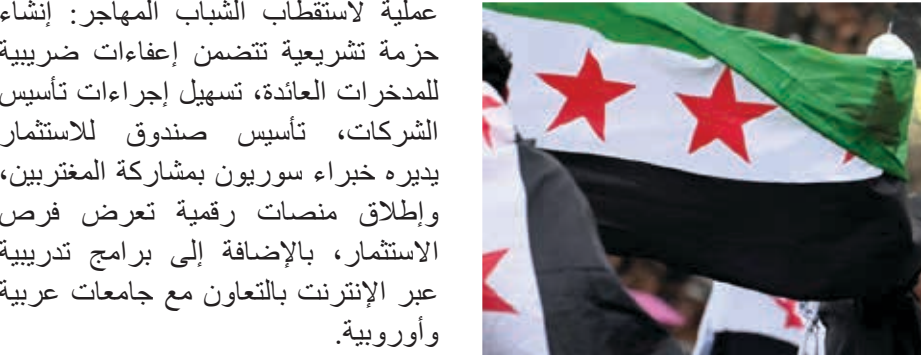 عملية لاستقطاب الشباب المهاجر: إنشاء
حزمة تشريعية تتضمن إعفاءات ضريبية
للمدخرات العائدة، تسهيل إجراءات تأسيس
الشركات، تأسيس صندوق للاستثمار
يديره خبراء سوريون بمشاركة المغتربين،
وإطلاق منصات رقمية تعرض فرص
الاستثمار، بالإضافة إلى برامج تدريبية
عبر الإنترنت بالتعاون مع جامعات عربية
وأوروبية.